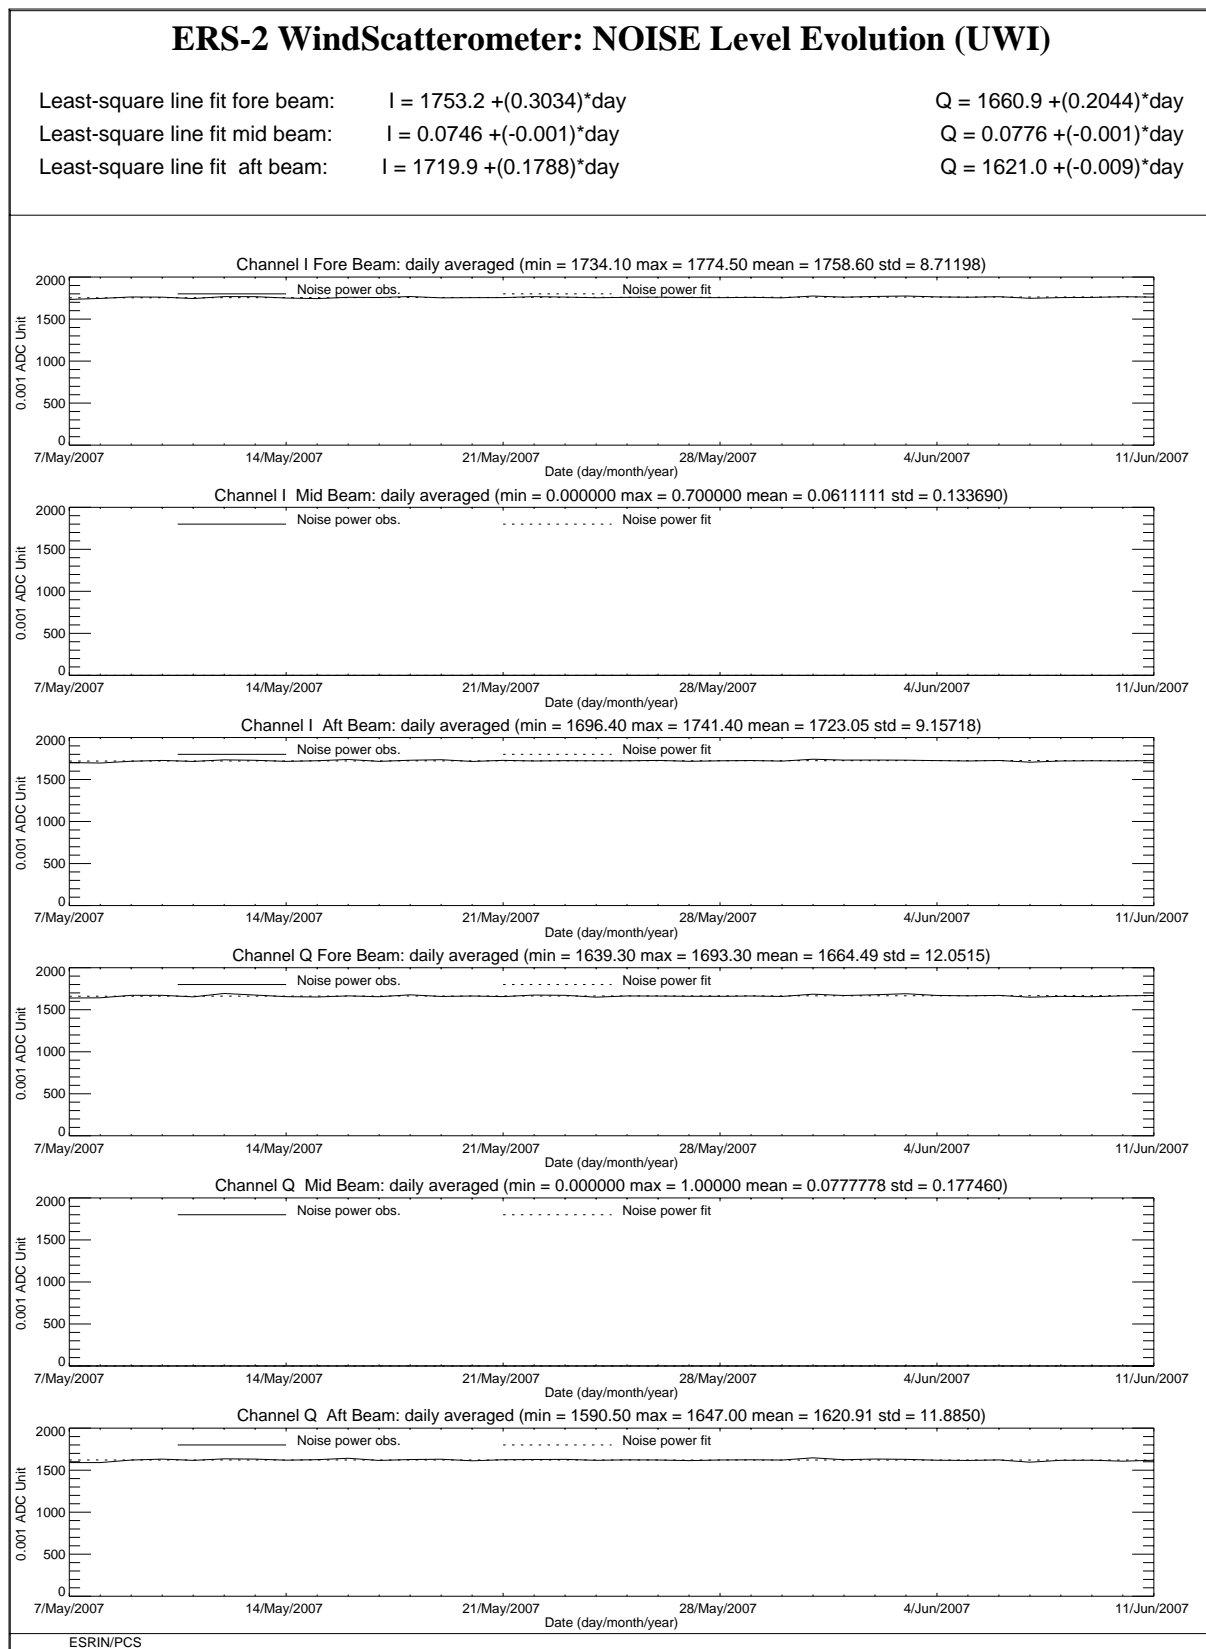 ERS-2 WindScatterometer: NOISE Level Evolution (UWI)
Least-square line fit fore beam: I = 1753.2 +(0.3034)*day Q = 1660.9 +(0.2044)*day
Least-square line fit mid beam: I = 0.0746 +(-0.001)*day Q = 0.0776 +(-0.001)*day
Least-square line fit aft beam: I = 1719.9 +(0.1788)*day Q = 1621.0 +(-0.009)*day
Channel I Fore Beam: daily averaged (min = 1734.10 max = 1774.50 mean = 1758.60 std = 8.71198)
Noise power obs. Noise power fit
2000
1500
1000
500
0
0.001 ADC Unit
7/May/2007 14/May/2007 21/May/2007 28/May/2007 4/Jun/2007 11/Jun/2007
Date (day/month/year)
Channel I Mid Beam: daily averaged (min = 0.000000 max = 0.700000 mean = 0.0611111 std = 0.133690)
Noise power obs. Noise power fit
2000
1500
1000
500
0
0.001 ADC Unit
7/May/2007 14/May/2007 21/May/2007 28/May/2007 4/Jun/2007 11/Jun/2007
Date (day/month/year)
Channel I Aft Beam: daily averaged (min = 1696.40 max = 1741.40 mean = 1723.05 std = 9.15718)
Noise power obs. Noise power fit
2000
1500
1000
500
0
0.001 ADC Unit
7/May/2007 14/May/2007 21/May/2007 28/May/2007 4/Jun/2007 11/Jun/2007
Date (day/month/year)
Channel Q Fore Beam: daily averaged (min = 1639.30 max = 1693.30 mean = 1664.49 std = 12.0515)
Noise power obs. Noise power fit
2000
1500
1000
500
0
0.001 ADC Unit
7/May/2007 14/May/2007 21/May/2007 28/May/2007 4/Jun/2007 11/Jun/2007
Date (day/month/year)
Channel Q Mid Beam: daily averaged (min = 0.000000 max = 1.00000 mean = 0.0777778 std = 0.177460)
Noise power obs. Noise power fit
2000
1500
1000
500
0
0.001 ADC Unit
7/May/2007 14/May/2007 21/May/2007 28/May/2007 4/Jun/2007 11/Jun/2007
Date (day/month/year)
Channel Q Aft Beam: daily averaged (min = 1590.50 max = 1647.00 mean = 1620.91 std = 11.8850)
Noise power obs. Noise power fit
2000
1500
1000
500
0
0.001 ADC Unit
7/May/2007 14/May/2007 21/May/2007 28/May/2007 4/Jun/2007 11/Jun/2007
Date (day/month/year)
ESRIN/PCS